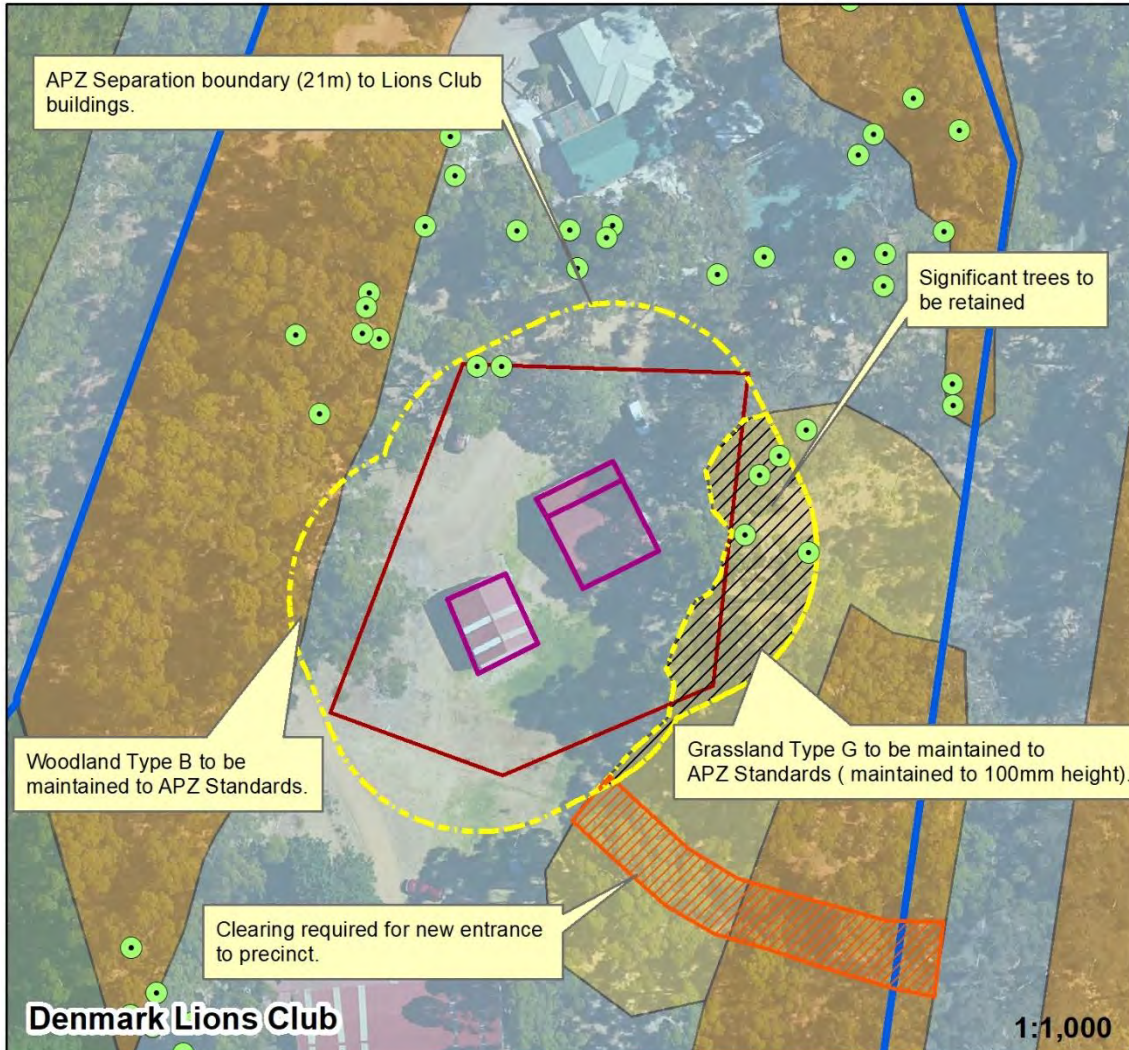 APZ Separation boundary (21m) to Lions Club
buildings.
Significant trees to
be retained
Woodland Type B to be
maintained to APZ Standards.
Grassland Type G to be maintained to
APZ Standards ( maintained to 100mm height).
Clearing required for new entrance
to precinct.
Denmark Lions Club
1:1,000